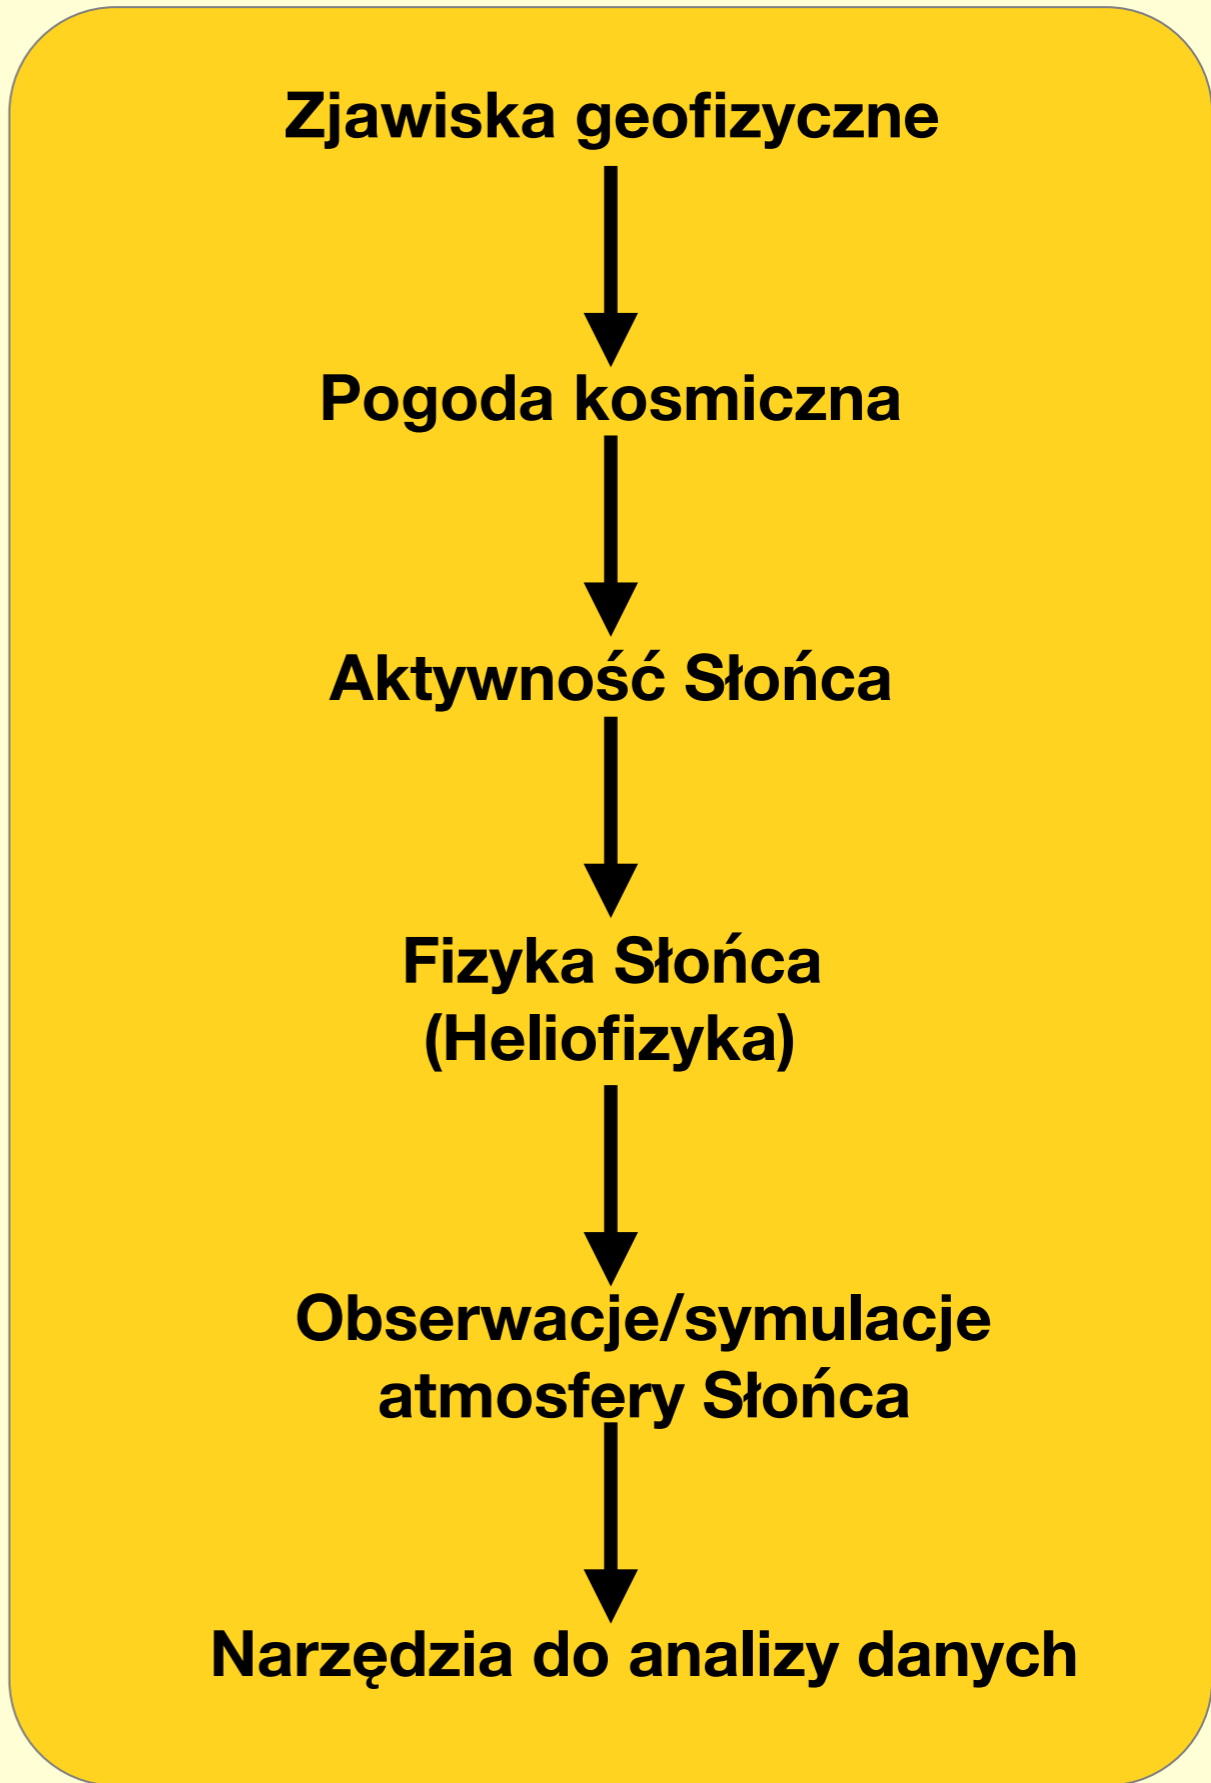 Zjawiska geofizyczne
Pogoda kosmiczna
Aktywność Słońca
Fizyka Słońca
(Heliofizyka)
Obserwacje/symulacje
atmosfery Słońca
Narzędzia do analizy danych